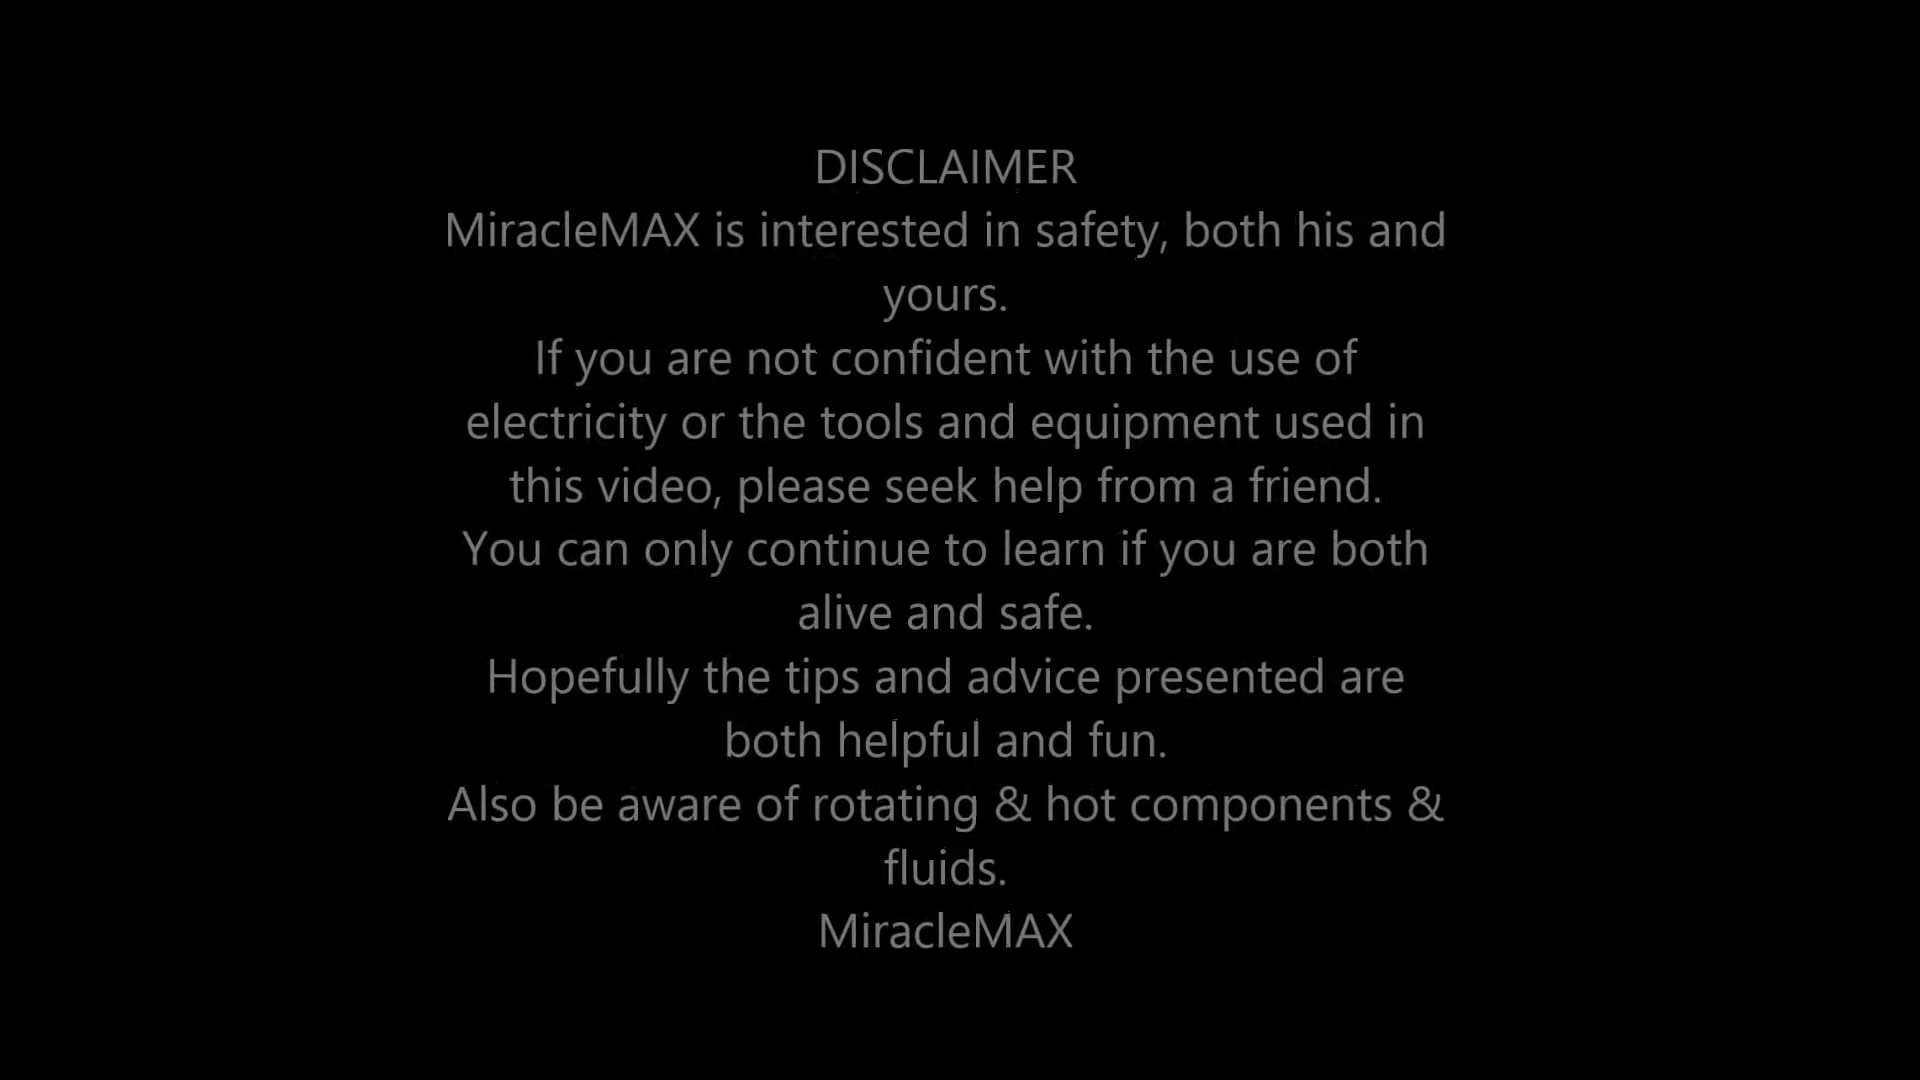 DISCLAIMER
MiracleMAX is interested in safety, both his and
yours.
If you are not confident with the use of
electricity or the tools and equipment used in
this video, please seek help from a friend.
You can only continue to learn if you are both
alive and safe.
Hopefully the tips and advice presented are
both helpful and fun.
Also be aware of rotating & hot components &
fluids.
MiracleMAX